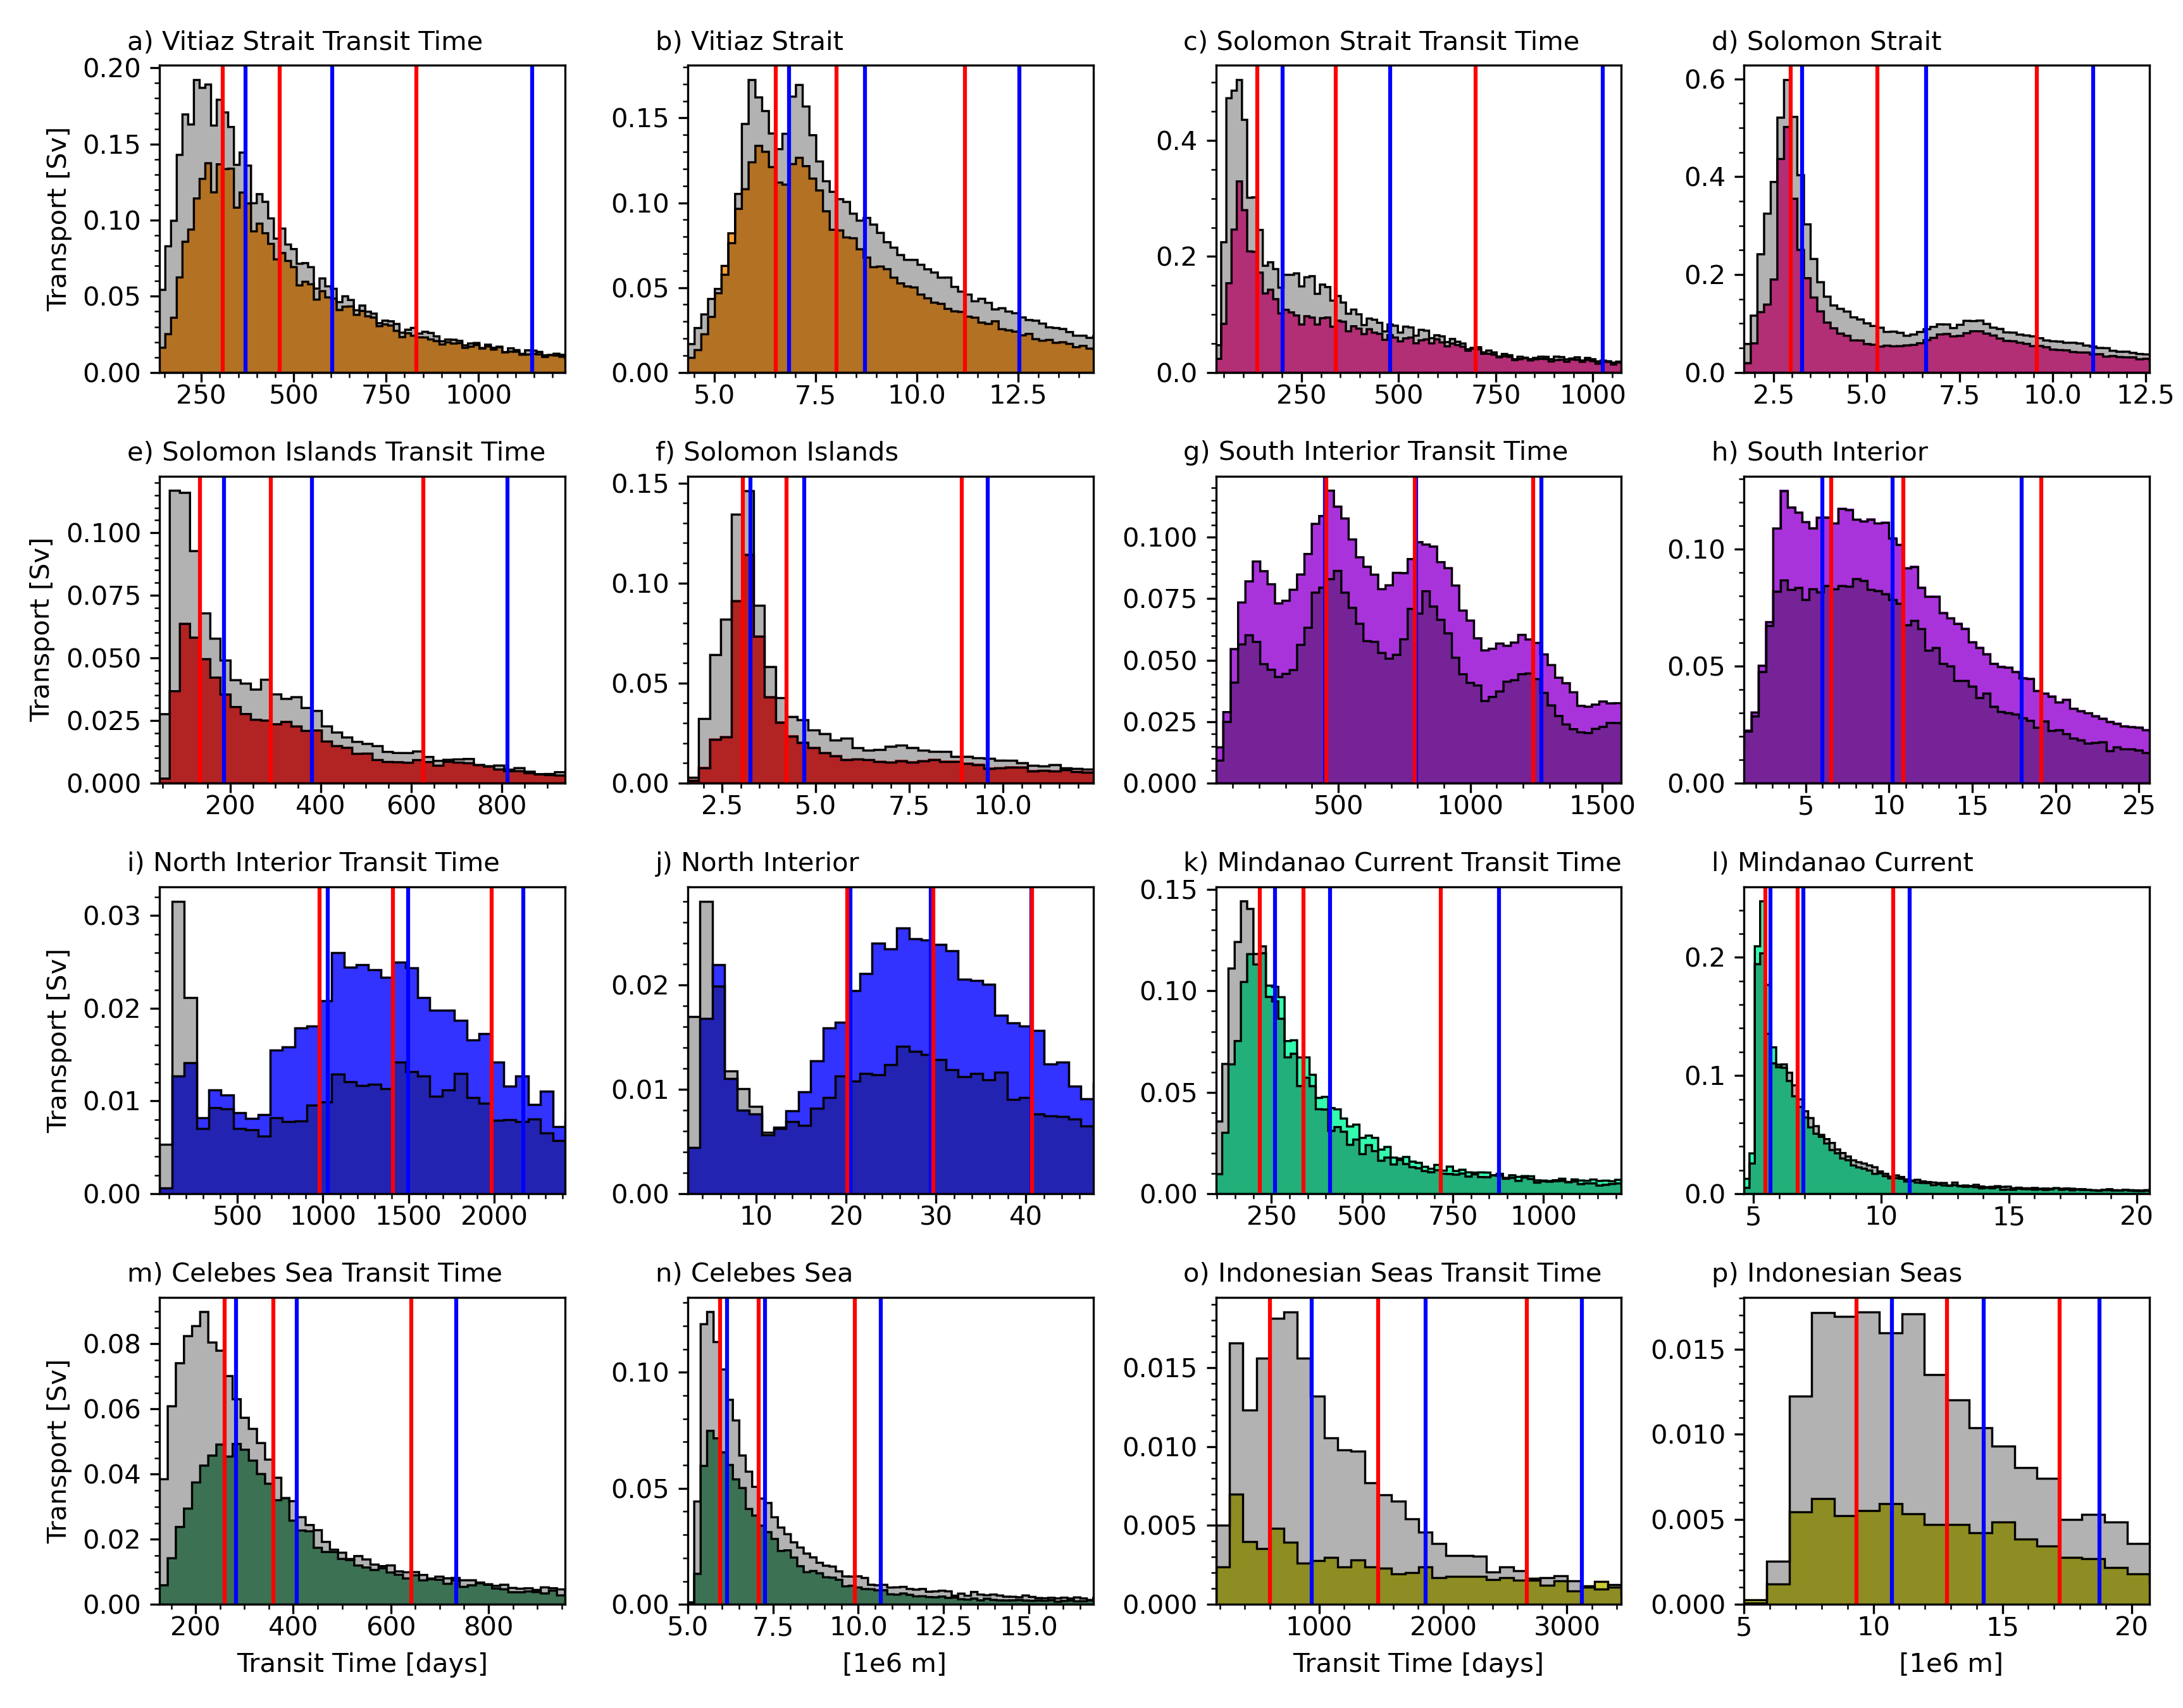 a) Vitiaz Strait Transit Time
b) Vitiaz Strait
c) Solomon Strait Transit Time
d) Solomon Strait
Transport [Sv]
0.20
0.15
0.10
0.05
0.00
250 500 750 1000
0.15
0.10
0.05
0.00
5.0 7.5 10.0 12.5
0.4
0.2
0.0
250 500 750 1000
0.6
0.4
0.2
0.0
2.5 5.0 7.5 10.0 12.5
e) Solomon Islands Transit Time
f) Solomon Islands
g) South Interior Transit Time
h) South Interior
Transport [Sv]
0.100
0.075
0.050
0.025
0.000
200 400 600 800
0.15
0.10
0.05
0.00
2.5 5.0 7.5 10.0
0.100
0.075
0.050
0.025
0.000
500 1000 1500
0.10
0.05
0.00
5 10 15 20 25
i) North Interior Transit Time
j) North Interior
k) Mindanao Current Transit Time
l) Mindanao Current
Transport [Sv]
0.03
0.02
0.01
0.00
500 1000 1500 2000
0.02
0.01
0.00
10 20 30 40
0.15
0.10
0.05
0.00
250 500 750 1000
0.2
0.1
0.0
5 10 15 20
m) Celebes Sea Transit Time
n) Celebes Sea
o) Indonesian Seas Transit Time
p) Indonesian Seas
Transport [Sv]
0.08
0.06
0.04
0.02
0.00
200 400 600 800
Transit Time [days]
0.10
0.05
0.00
5.0 7.5 10.0 12.5 15.0
[1e6 m]
0.015
0.010
0.005
0.000
1000 2000 3000
Transit Time [days]
0.015
0.010
0.005
0.000
5 10 15 20
[1e6 m]